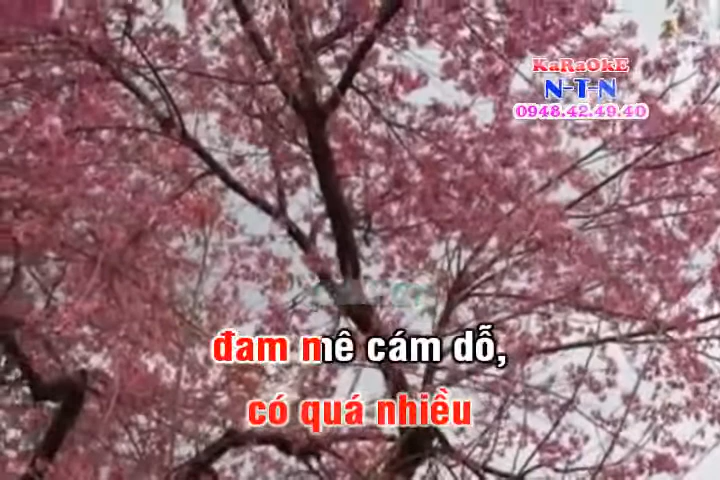 KaRaOkE
N-T-N
0948.42.49.40
đam mê cám dỗ,
có quá nhiều